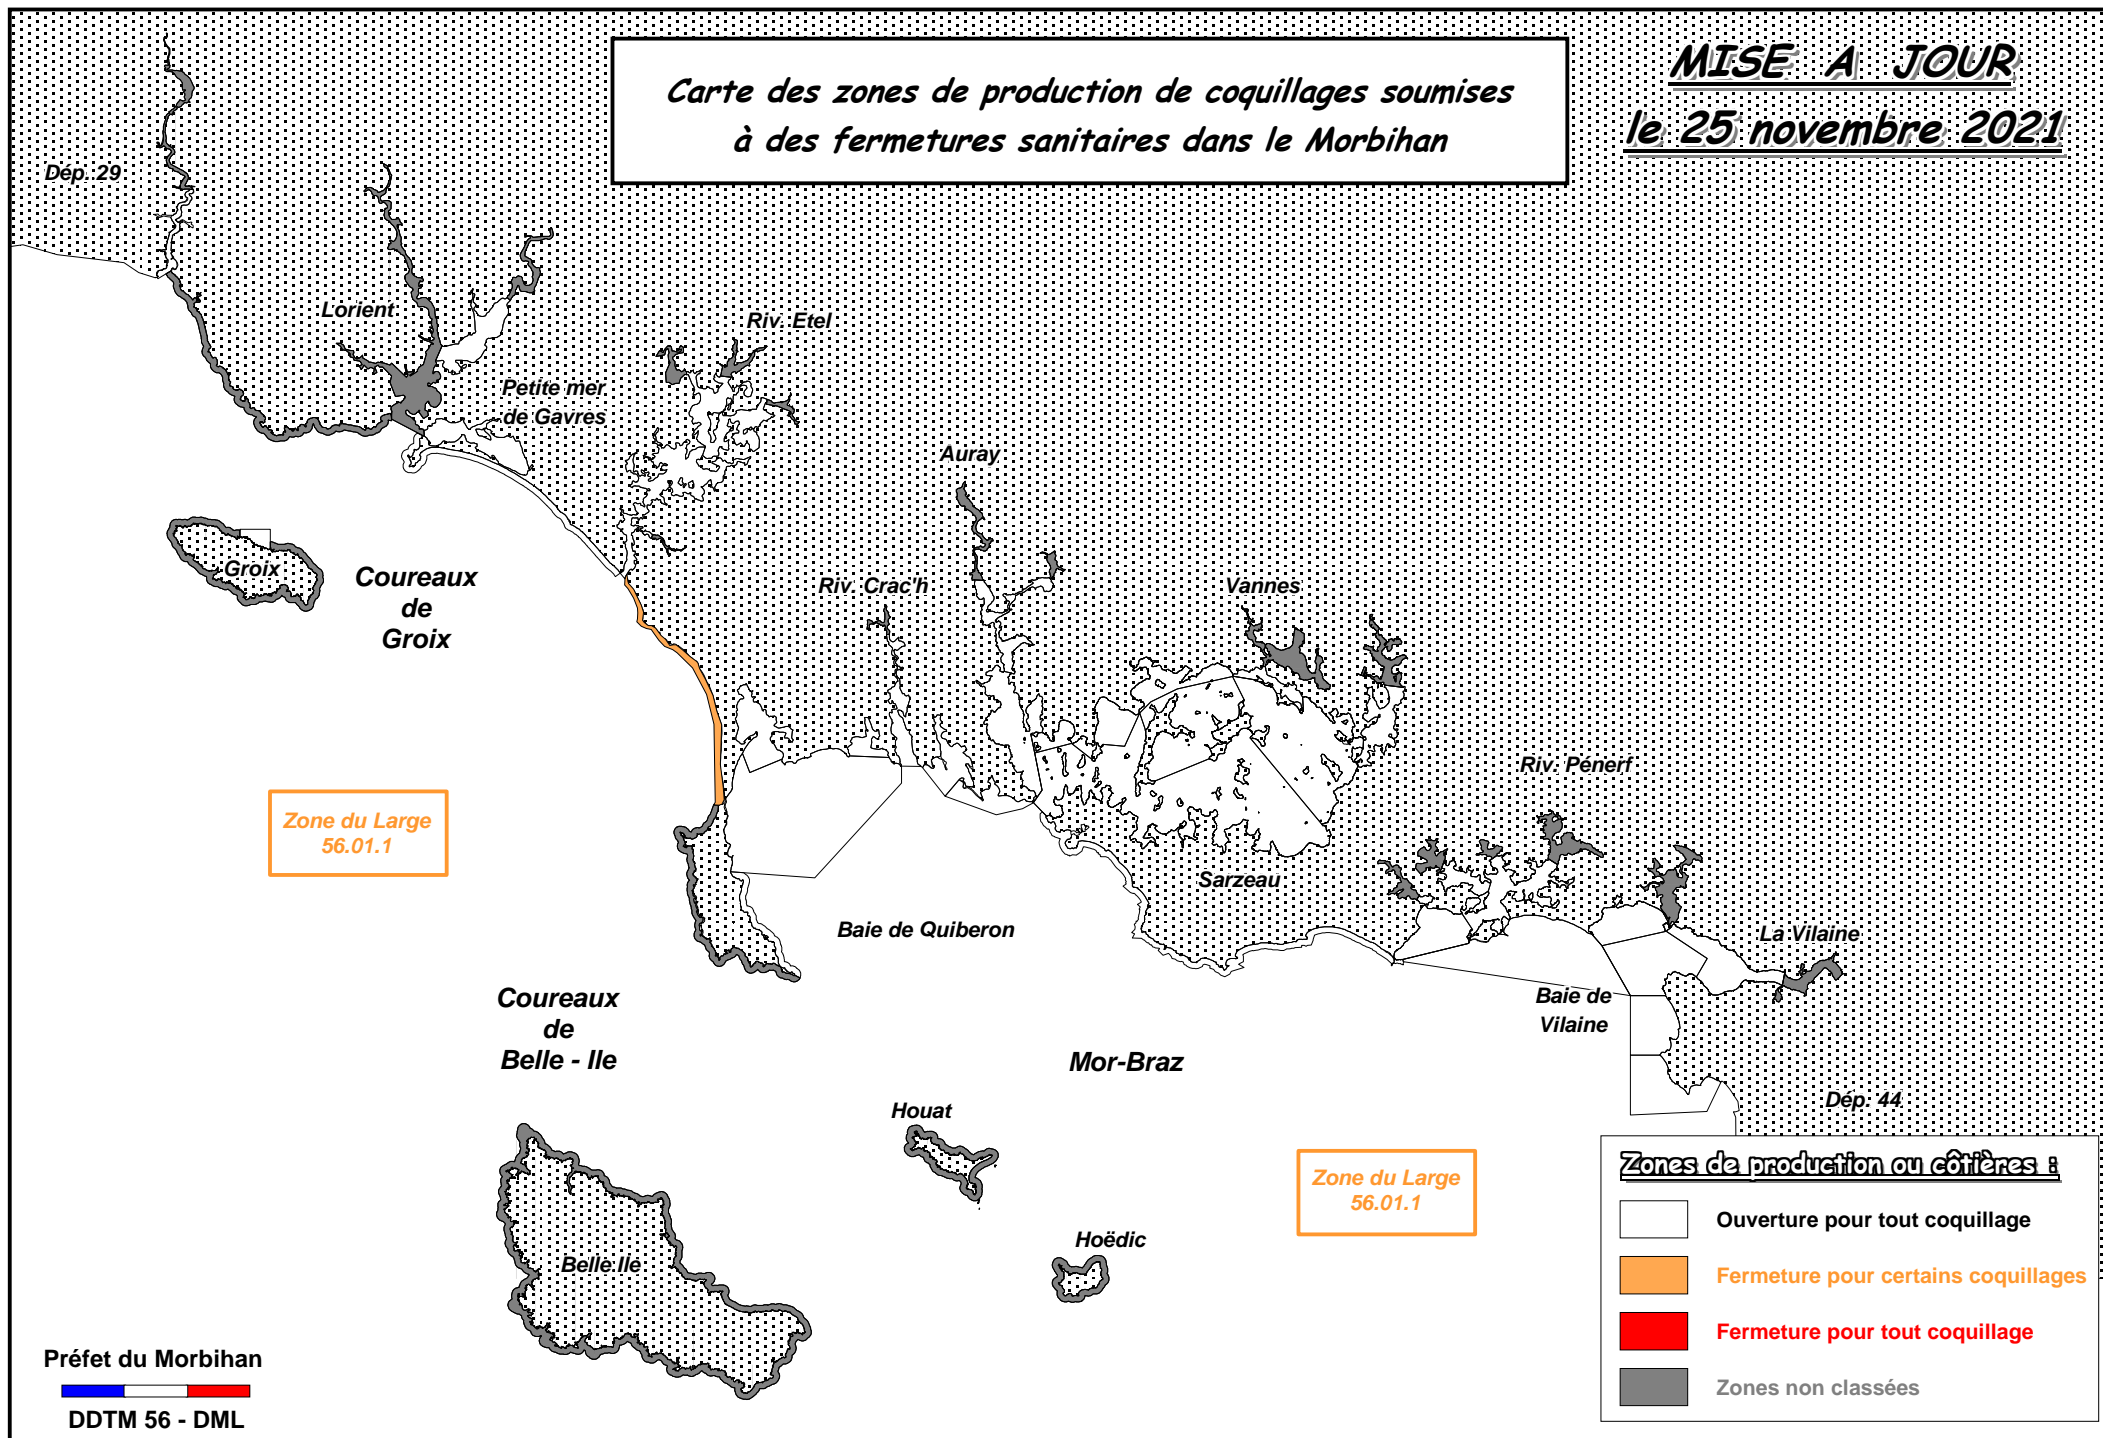 Carte des zones de production de coquillages soumises
à des fermetures sanitaires dans le Morbihan
MISE A JOUR
le 25 novembre 2021
Dép. 29
Lorient
Riv. Etel
Petite mer
de Gavres
Auray
Groix
Coureaux
de
Groix
Riv. Crac'h
Vannes
Riv. Pénerf
Zone du Large
56.01.1
Sarzeau
Baie de Quiberon
La Vilaine
Coureaux
de
Belle - Ile
Baie de
Vilaine
Mor-Braz
Dép. 44
Houat
Zone du Large
56.01.1
Hoëdic
Belle Ile
Zones de production ou côtières :
Ouverture pour tout coquillage
Fermeture pour certains coquillages
Fermeture pour tout coquillage
Zones non classées
Préfet du Morbihan
DDTM 56 - DML